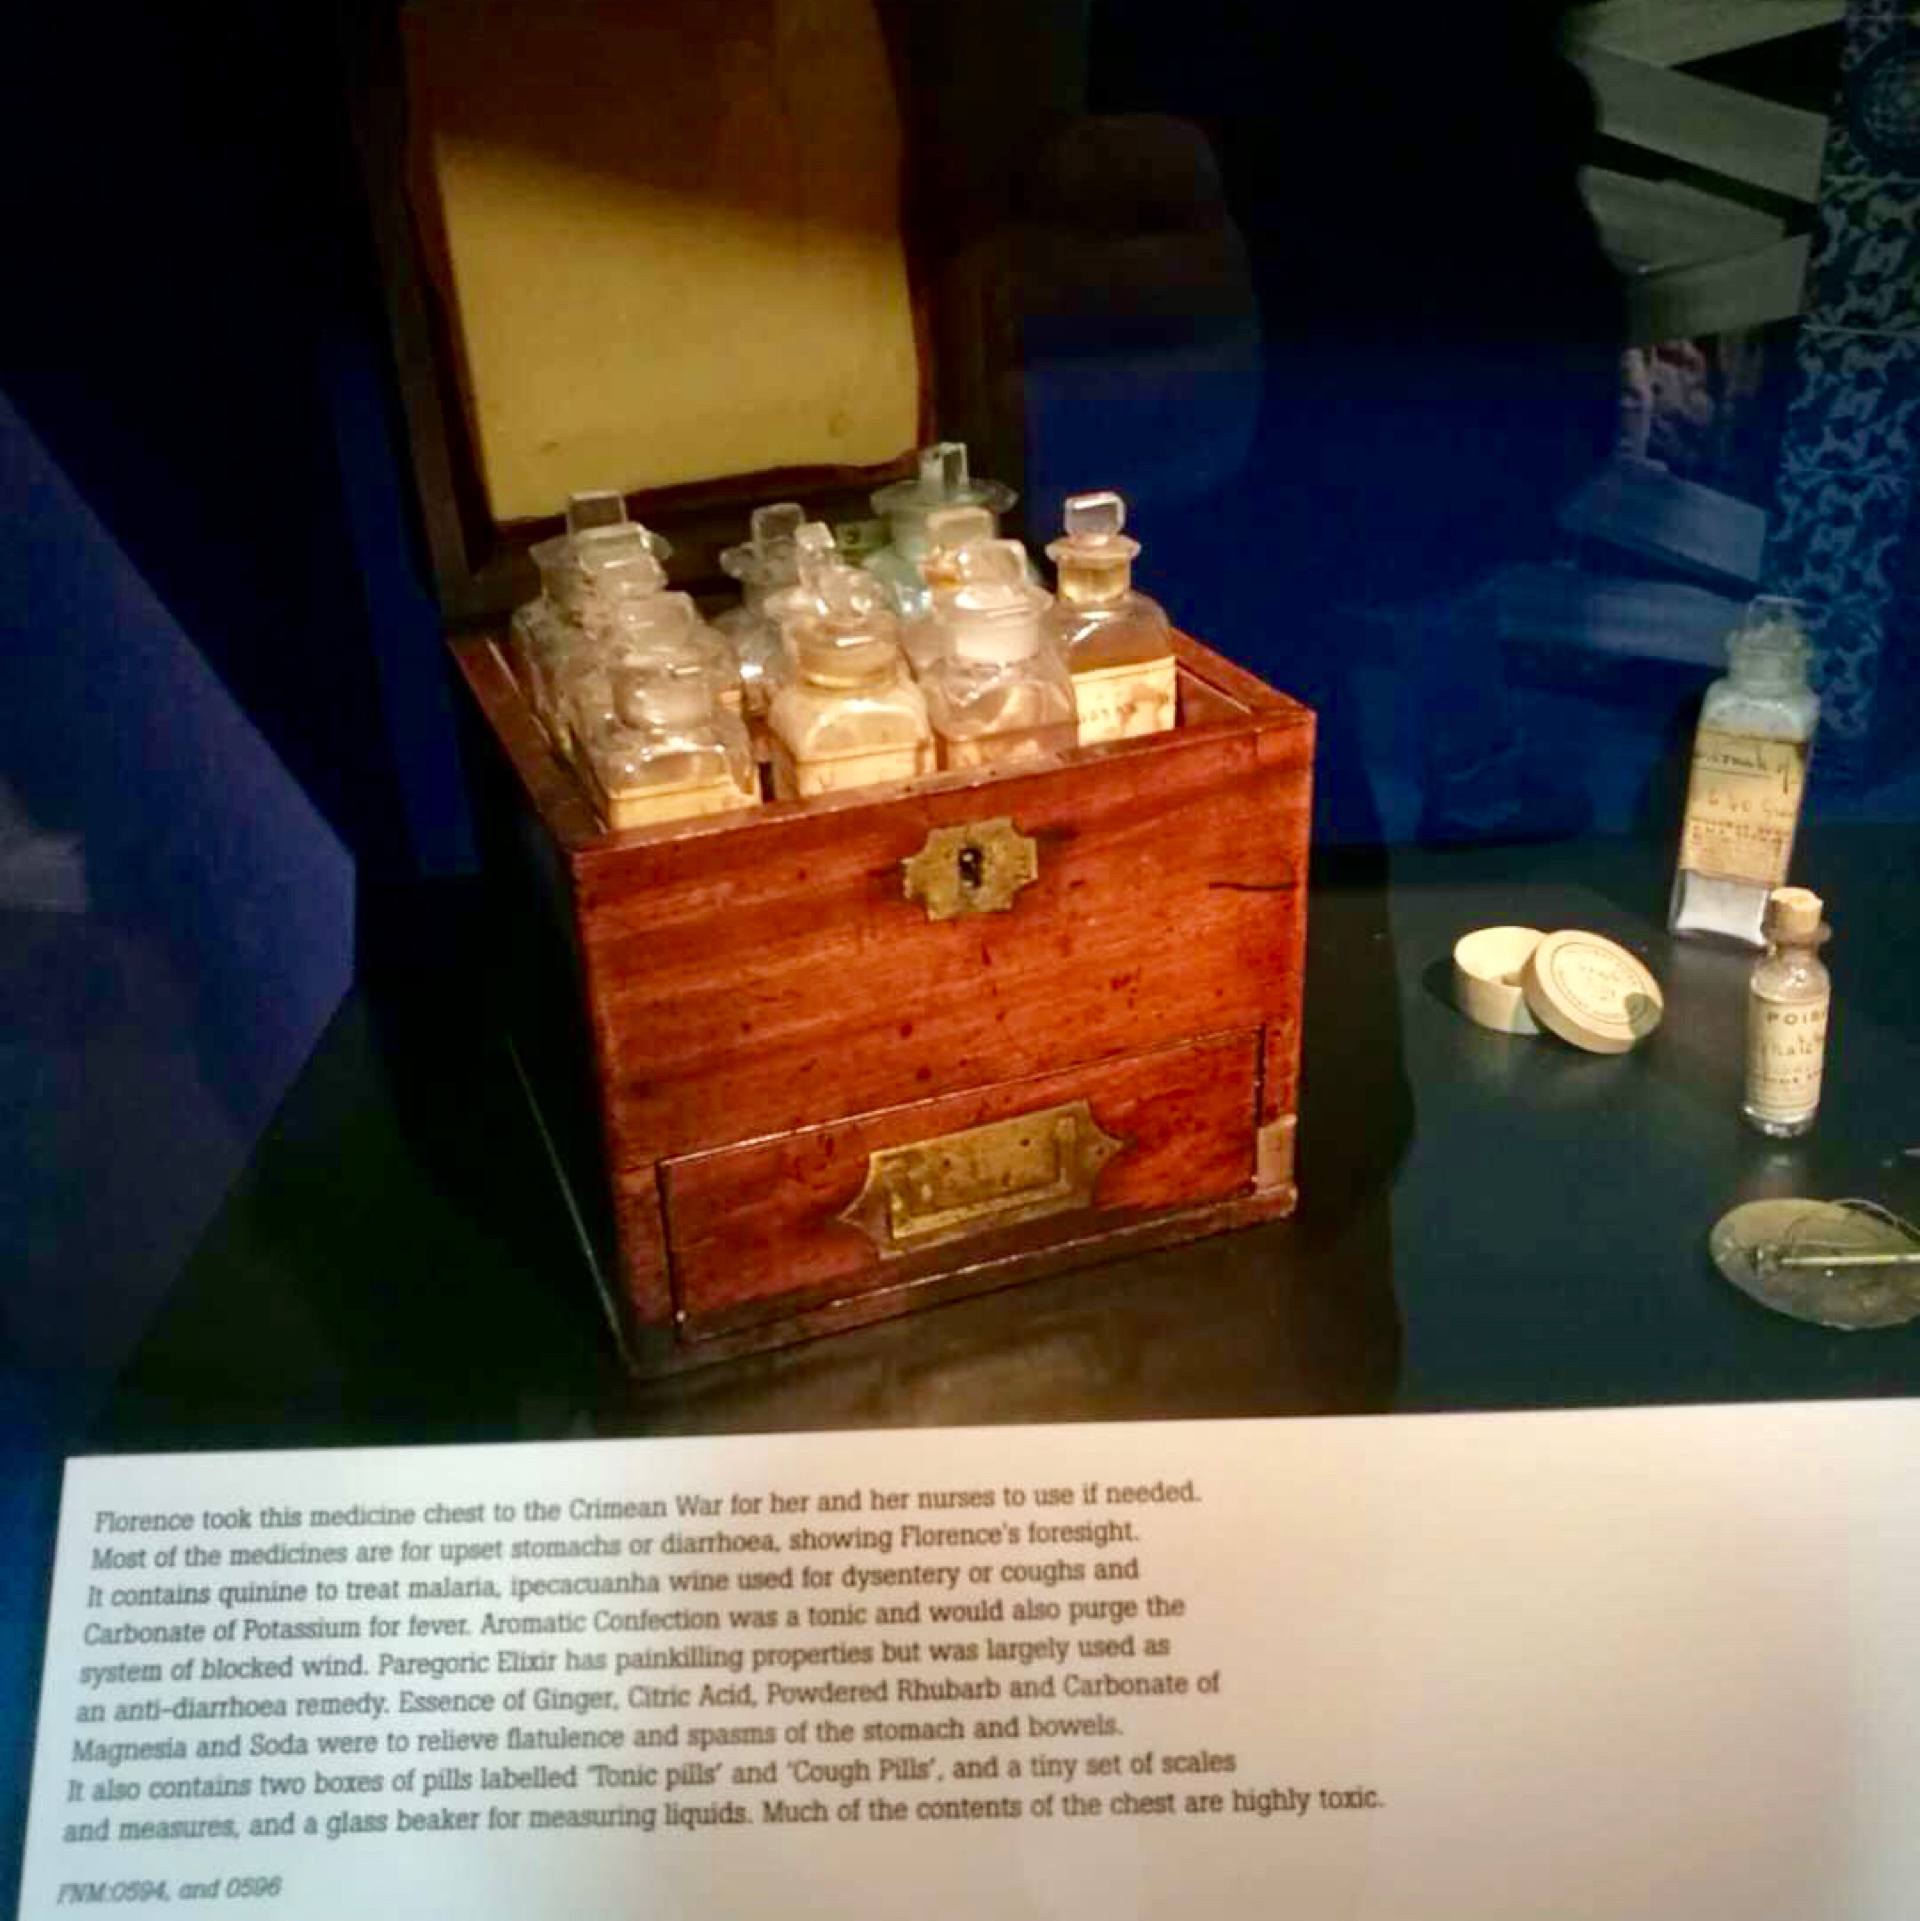 POIS
Florence took this medicine chest to the Crimean War for her and her nurses to use if needed.
Most of the medicines are for upset stomachs or diarrhoea, showing Florence's foresight.
It contains quinine to treat malaria, ipecacuanha wine used for dysentery or coughs and
Carbonate of Potassium for fever. Aromatic Confection was a tonic and would also purge the
system of blocked wind. Paregoric Elixir has painkilling properties but was largely used as
an anti-diarrhoea remedy. Essence of Ginger, Citric Acid, Powdered Rhubarb and Carbonate of
Magnesia and Soda were to relieve flatulence and spasms of the stomach and bowels.
It also contains two boxes of pills labelled 'Tonic pills' and 'Cough Pills', and a tiny set of scales
and measures, and a glass beaker for measuring liquids. Much of the contents of the chest are highly toxic.
FNM:0594, and 0596